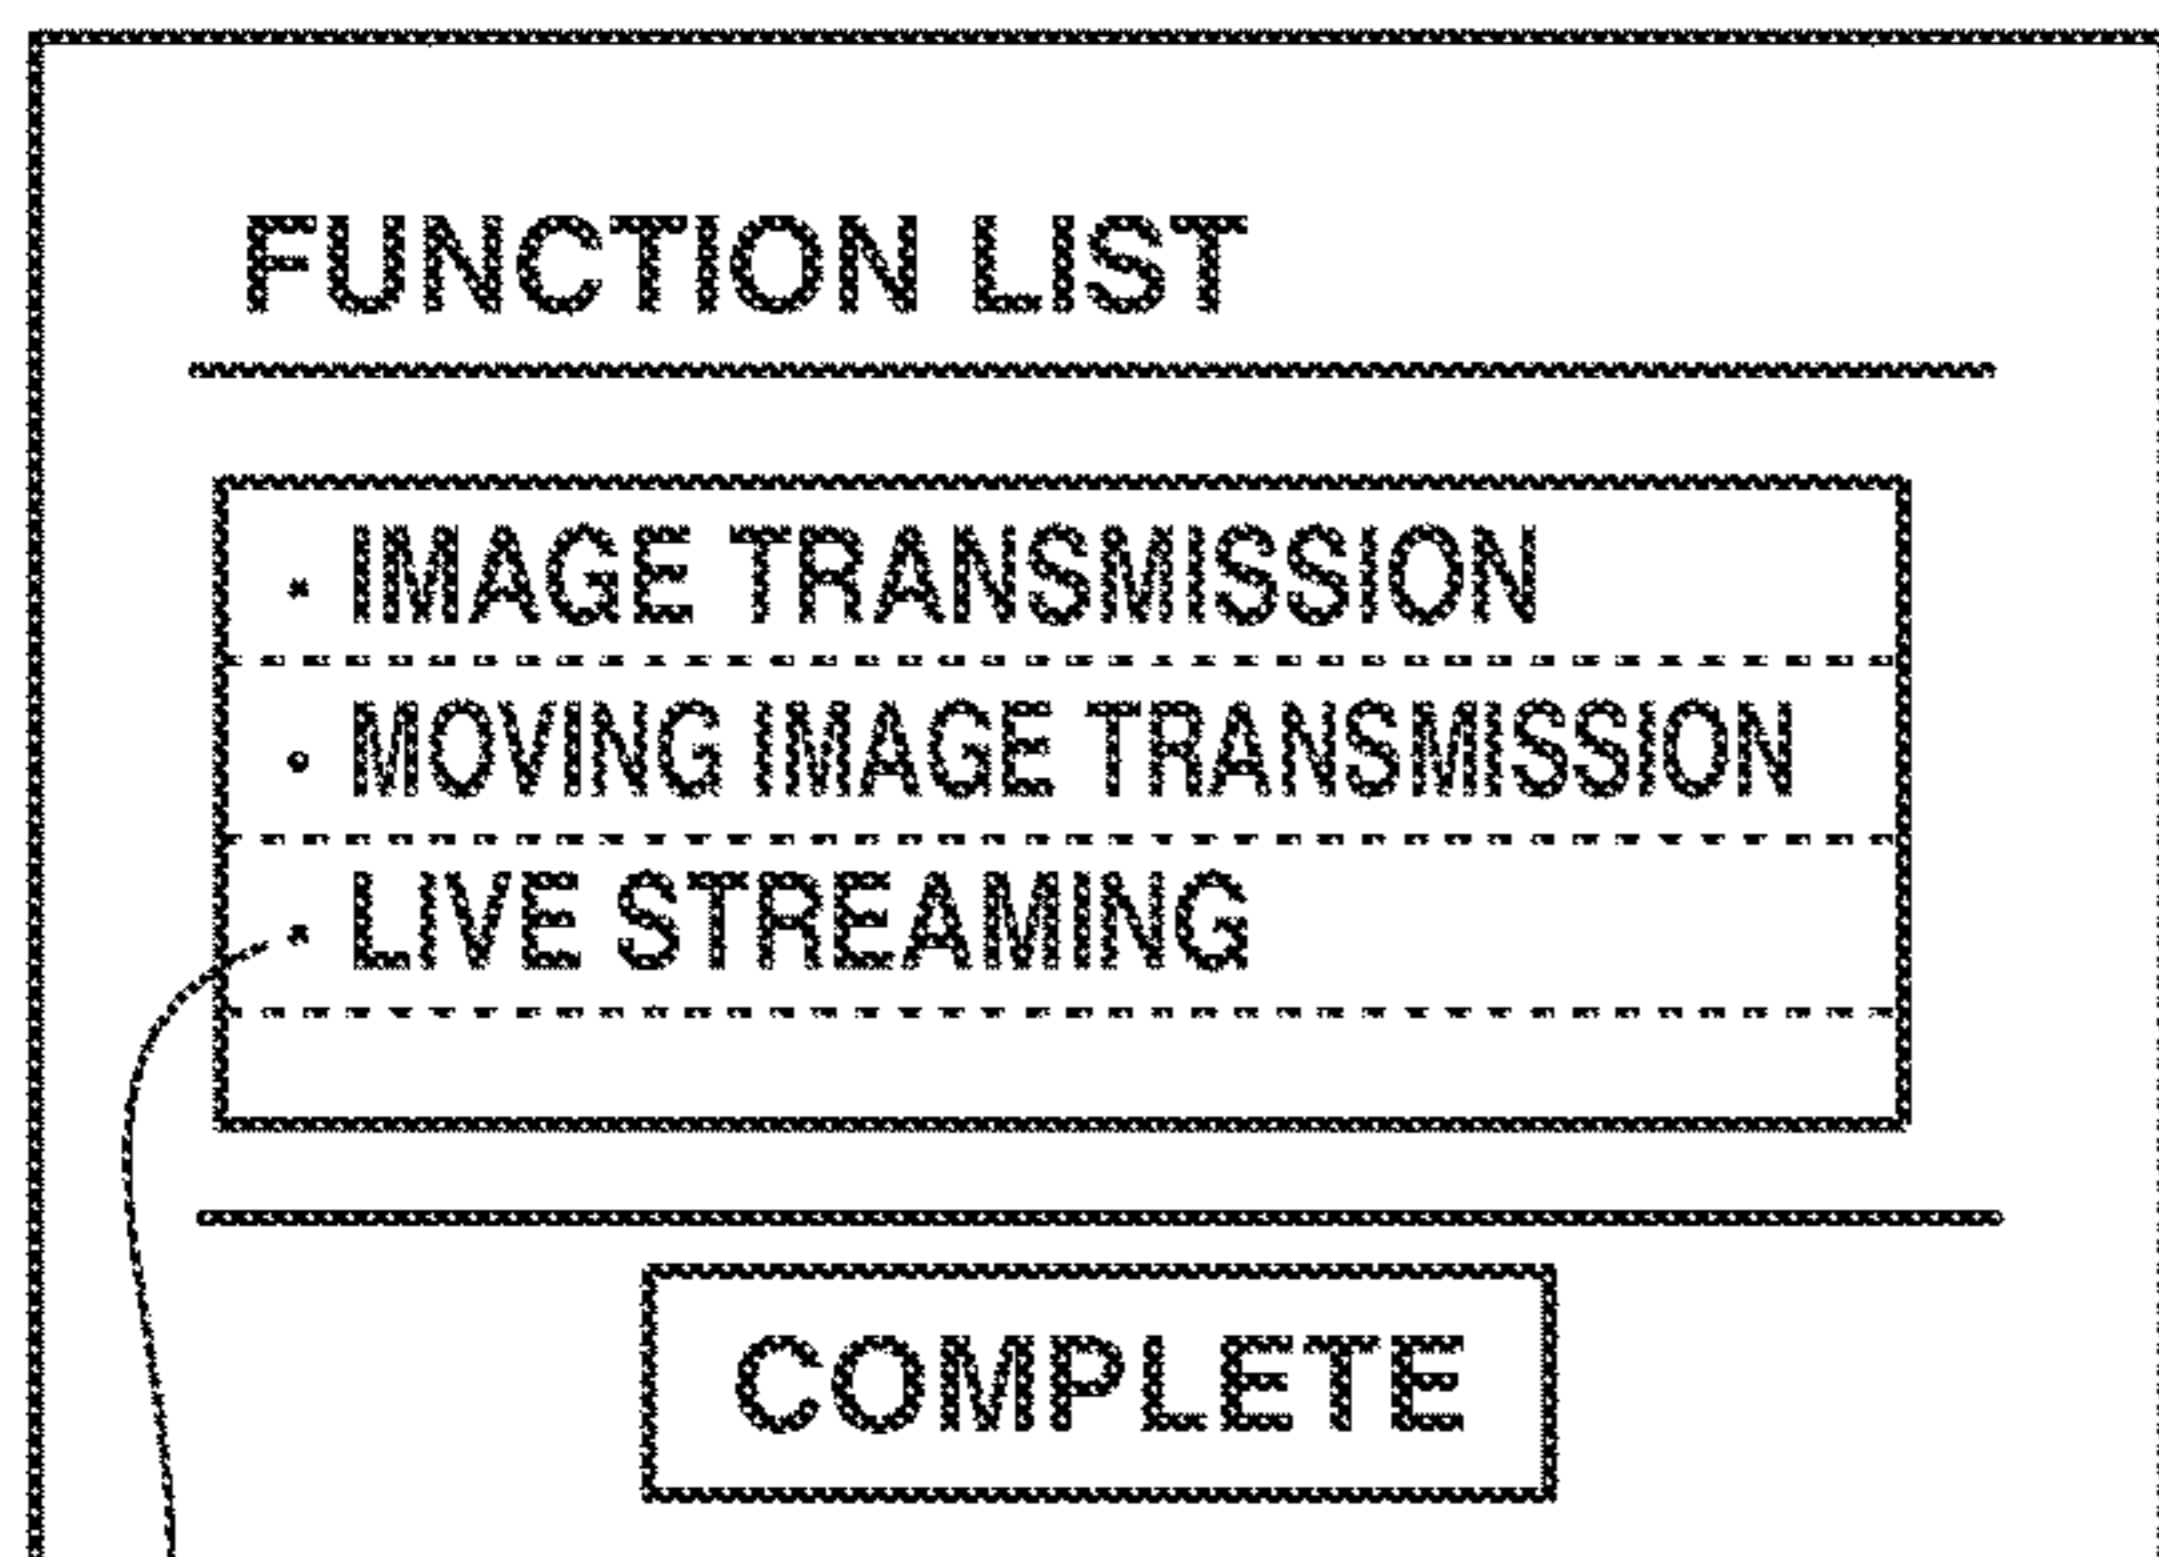 FUNCTION LIST
· IMAGE TRANSMISSION
· MOVING IMAGE TRANSMISSION
· LIVE STREAMING
COMPLETE